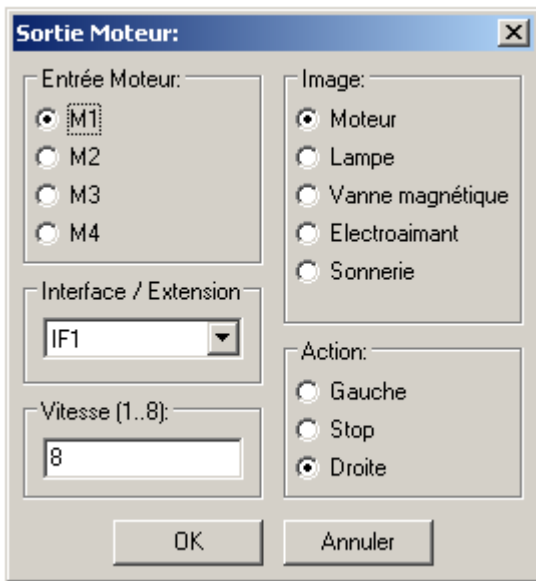 Sortie Moteur:
Entrée Moteur:
M1
M2
M3
M4
Interface / Extension
IF1
Vitesse (1..8):
8
Image:
Moteur
Lampe
Vanne magnétique
Electroaimant
Sonnerie
Action:
Gauche
Stop
Droite
OK
Annuler